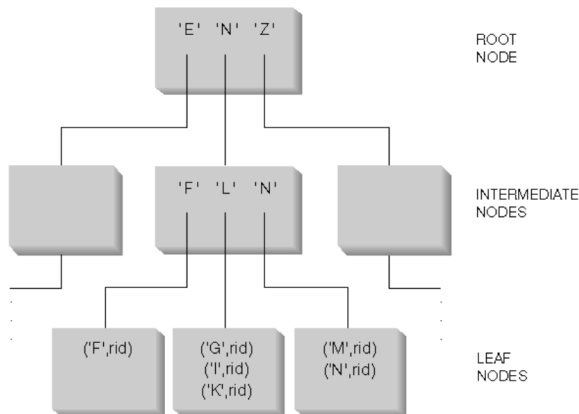 'E' 'N' 'Z'
ROOT
NODE
'F' 'L' 'N'
INTERMEDIATE
NODES
('F',rid)
('G',rid)
('I',rid)
('K',rid)
('M',rid)
('N',rid)
LEAF
NODES